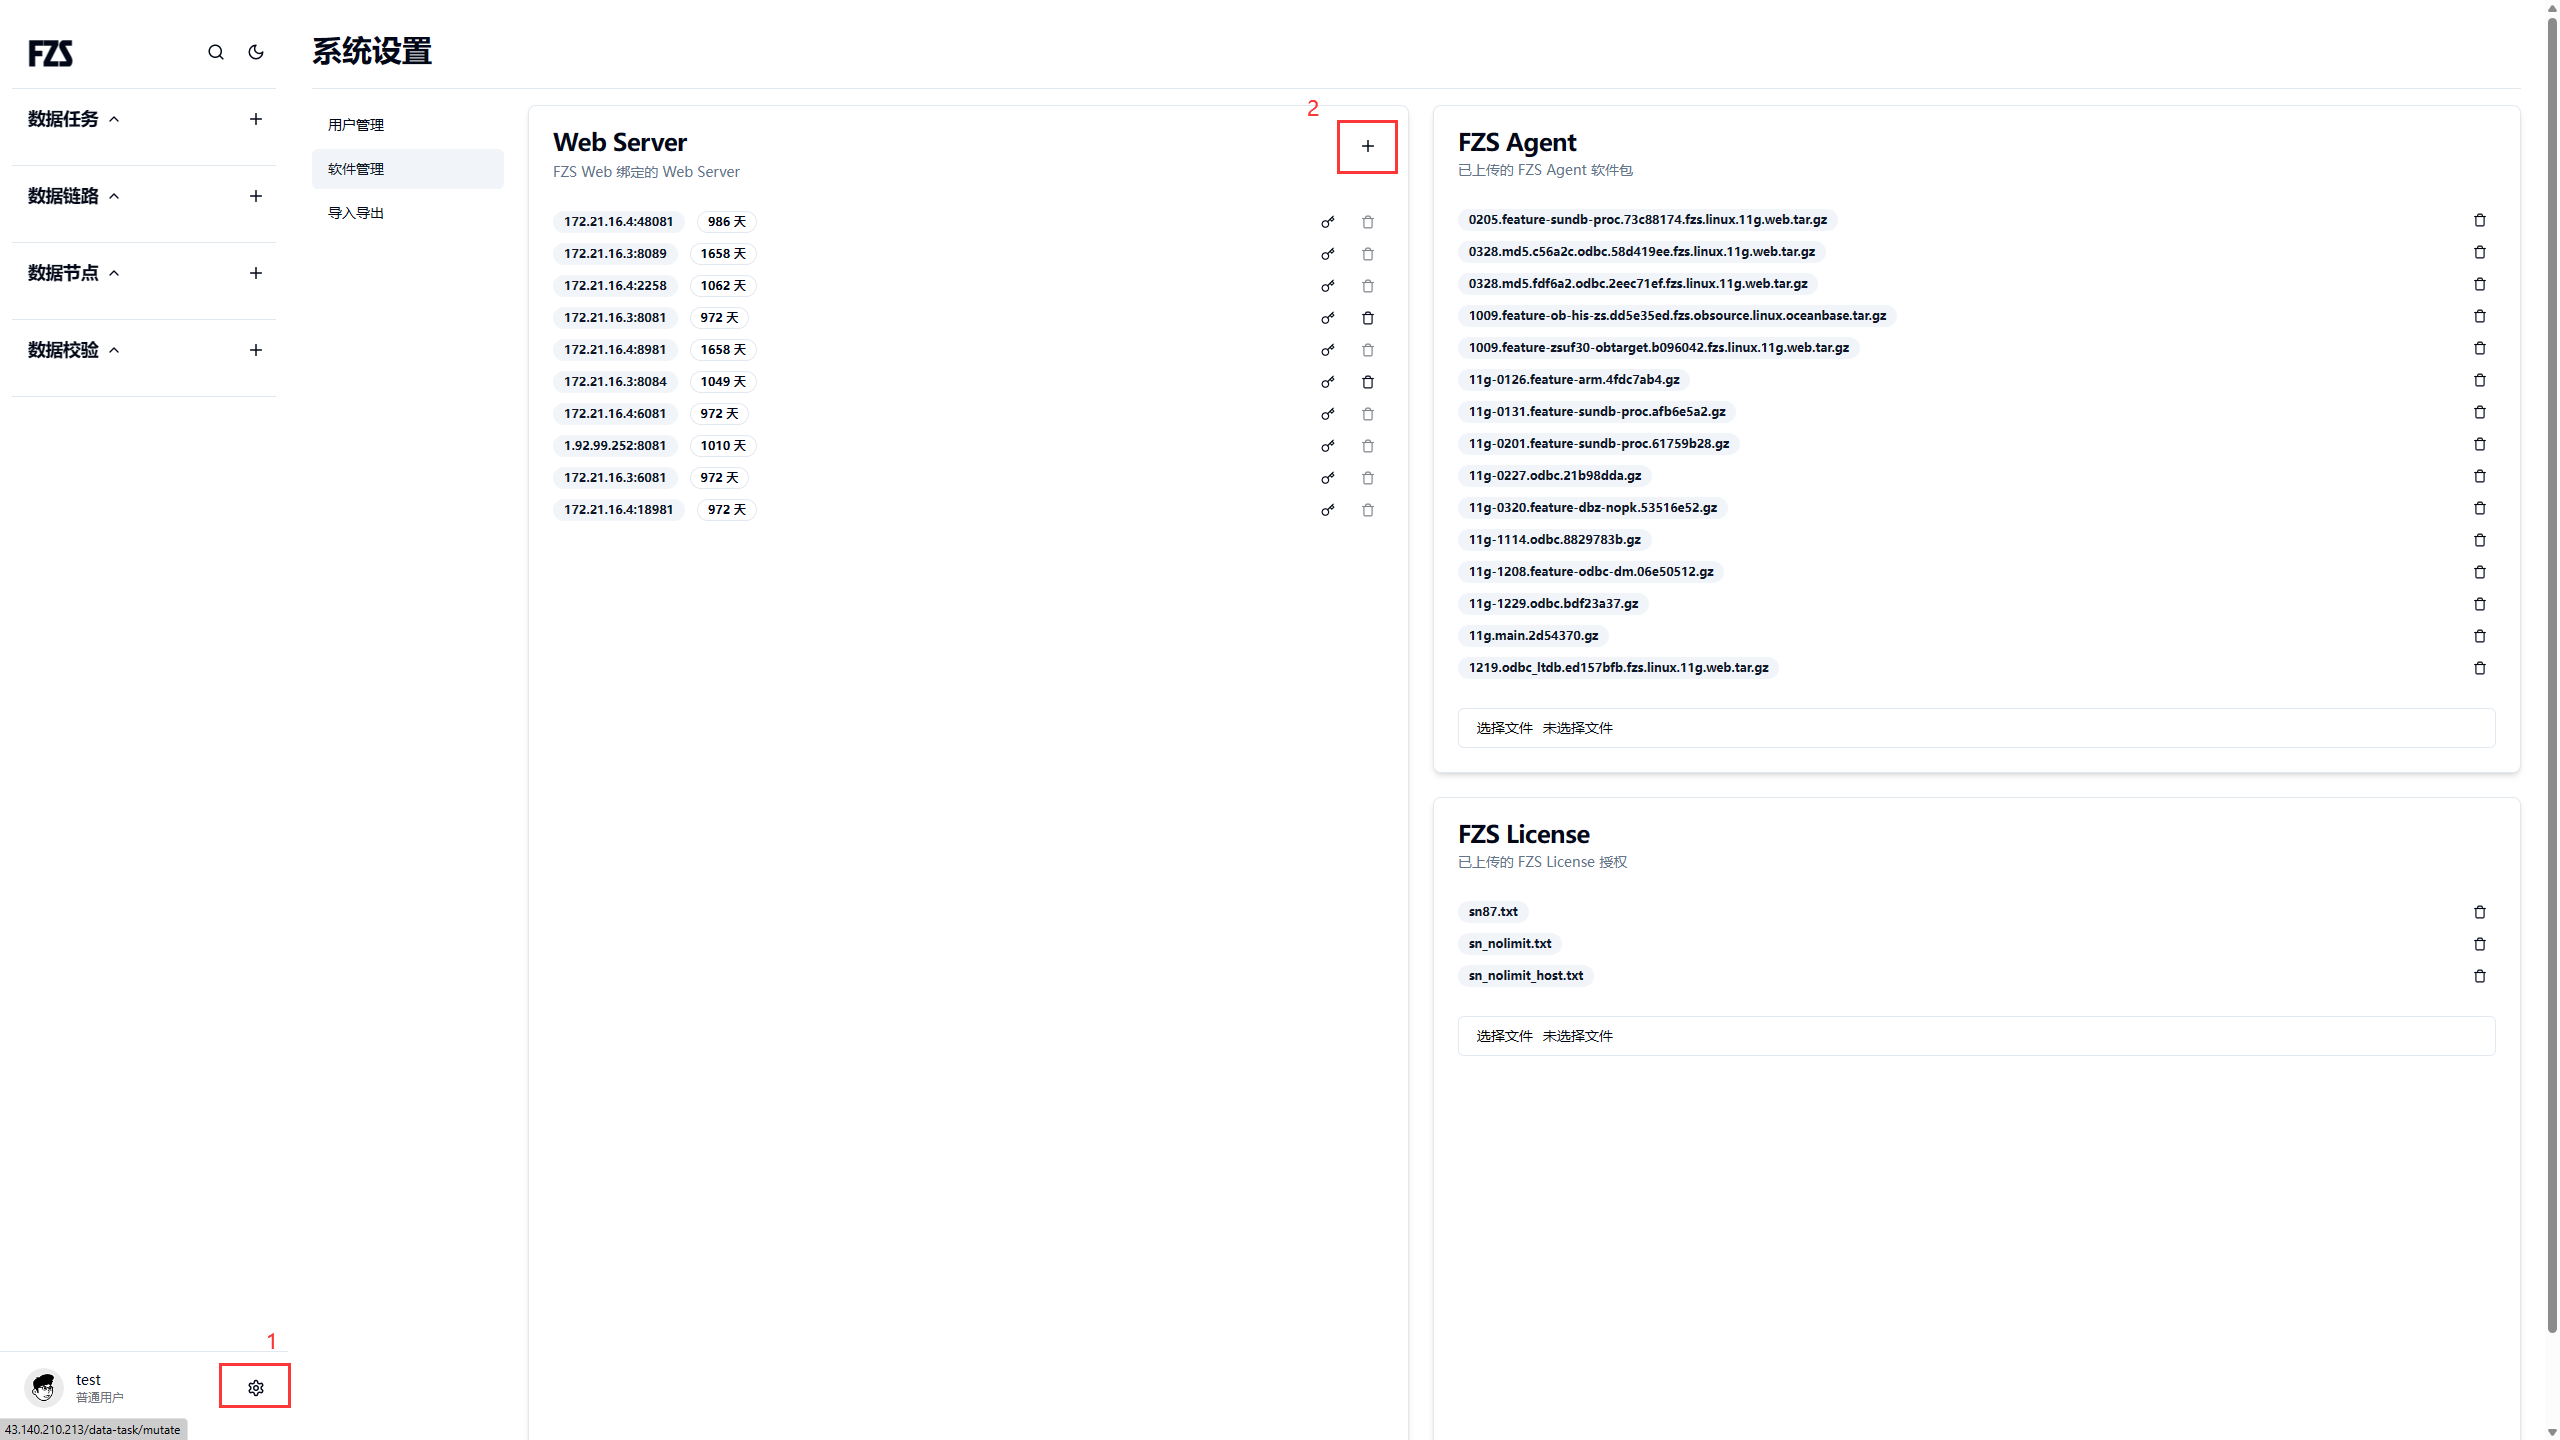 FZS
数据任务
数据链路
数据节点
数据校验
1
test
普通用户
43.140.210.213/data-task/mutate
系统设置
用户管理
软件管理
导入导出
2
Web Server
FZS Web 绑定的 Web Server
172.21.16.4:48081 986 天
172.21.16.3:8089 1658 天
172.21.16.4:2258 1062 天
172.21.16.3:8081 972 天
172.21.16.4:8981 1658 天
172.21.16.3:8084 1049 天
172.21.16.4:6081 972 天
1.92.99.252:8081 1010 天
172.21.16.3:6081 972 天
172.21.16.4:18981 972 天
FZS Agent
已上传的 FZS Agent 软件包
0205.feature-sundb-proc.73c88174.fzs.linux.11g.web.tar.gz
0328.md5.c56a2c.odbc.58d419ee.fzs.linux.11g.web.tar.gz
0328.md5.fdf6a2.odbc.2eec71ef.fzs.linux.11g.web.tar.gz
1009.feature-ob-his-zs.dd5e35ed.fzs.obsource.linux.oceanbase.tar.gz
1009.feature-zsuf30-obtarget.b096042.fzs.linux.11g.web.tar.gz
11g-0126.feature-arm.4fdc7ab4.gz
11g-0131.feature-sundb-proc.afb6e5a2.gz
11g-0201.feature-sundb-proc.61759b28.gz
11g-0227.odbc.21b98dda.gz
11g-0320.feature-dbz-nopk.53516e52.gz
11g-1114.odbc.8829783b.gz
11g-1208.feature-odbc-dm.06e50512.gz
11g-1229.odbc.bdf23a37.gz
11g.main.2d54370.gz
1219.odbc_ltdb.ed157bfb.fzs.linux.11g.web.tar.gz
选择文件 未选择文件
FZS License
已上传的 FZS License 授权
sn87.txt
sn_nolimit.txt
sn_nolimit_host.txt
选择文件 未选择文件